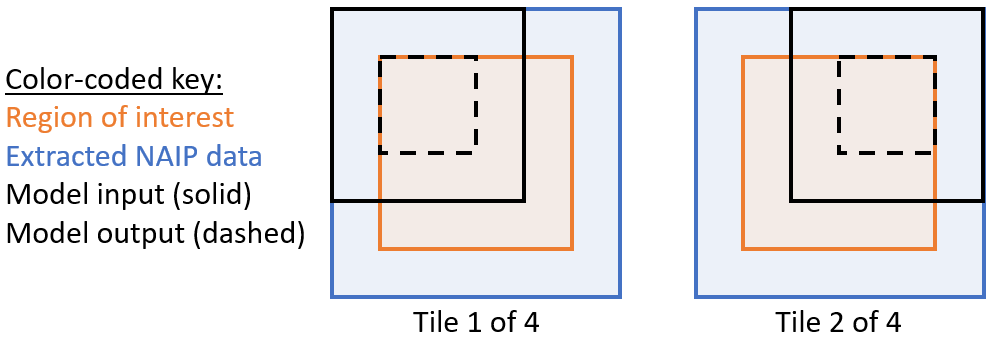 Color-coded key:
Region of interest
Extracted NAIP data
Model input (solid)
Model output (dashed)
Tile 1 of 4
Tile 2 of 4